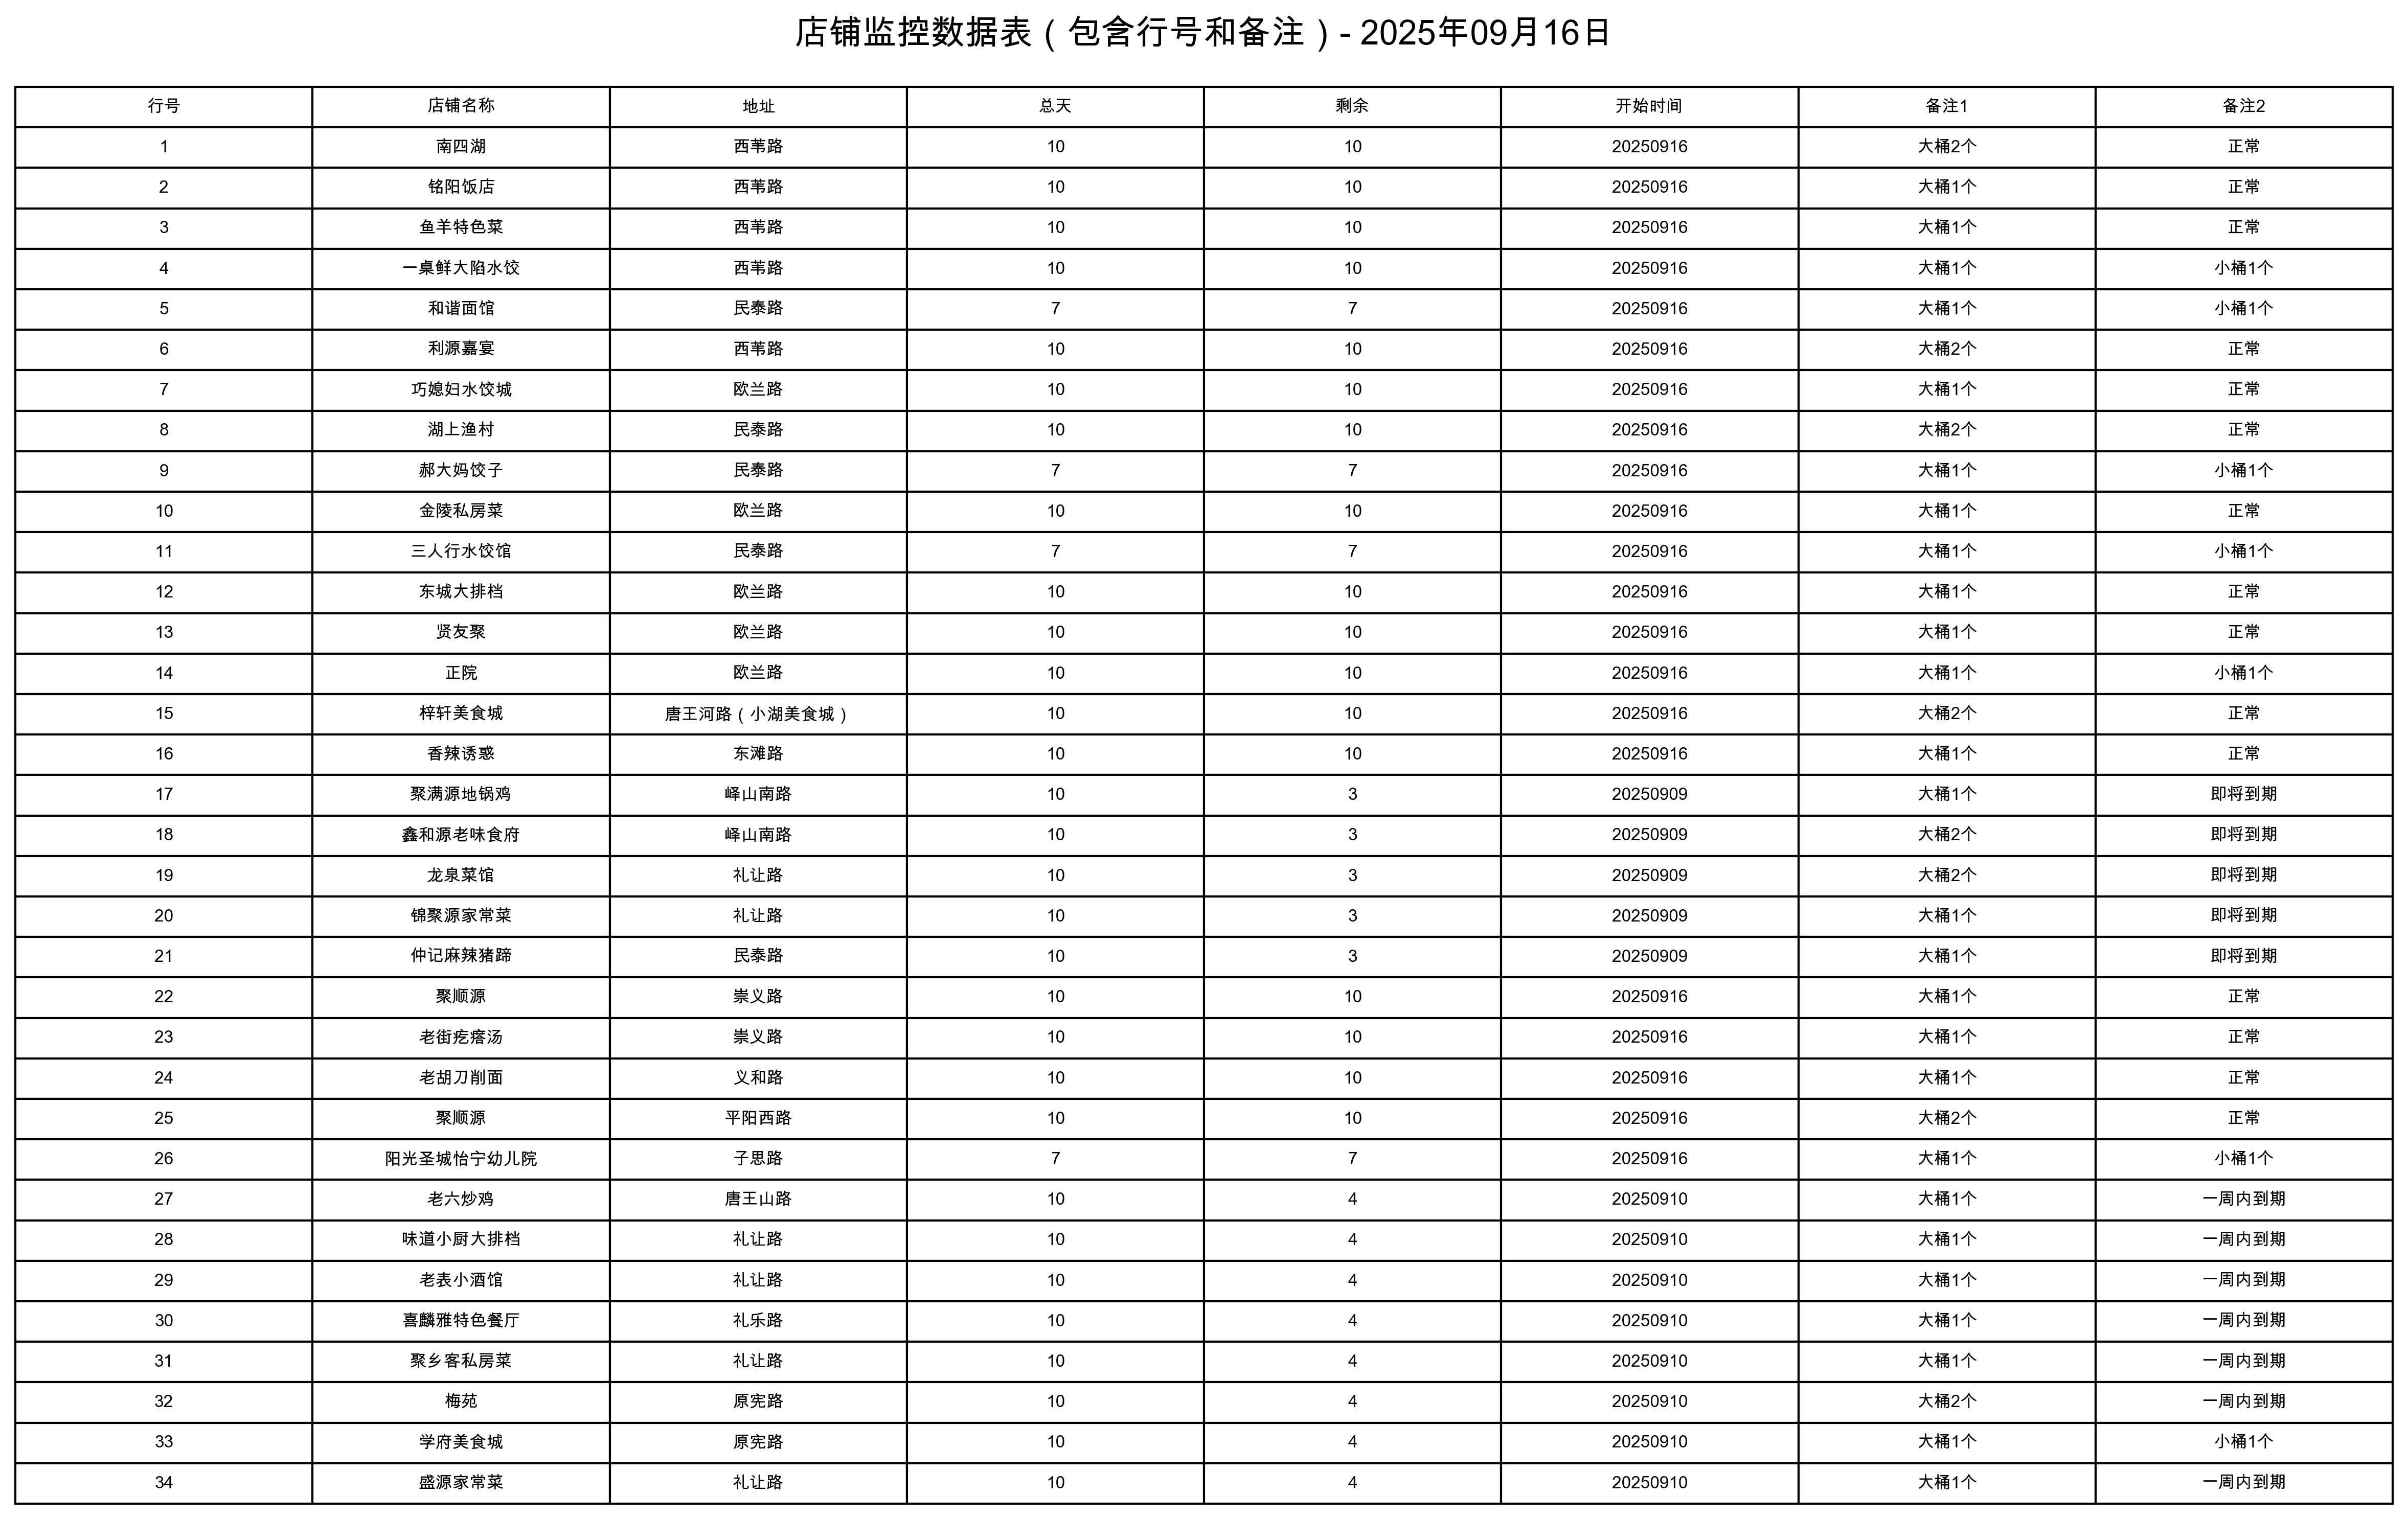 店铺监控数据表（包含行号和备注）- 2025年09月16日
行号 店铺名称 地址 总天 剩余 开始时间 备注1 备注2
1 南四湖 西苇路 10 10 20250916 大桶2个 正常
2 铭阳饭店 西苇路 10 10 20250916 大桶1个 正常
3 鱼羊特色菜 西苇路 10 10 20250916 大桶1个 正常
4 一桌鲜大陷水饺 西苇路 10 10 20250916 大桶1个 小桶1个
5 和谐面馆 民泰路 7 7 20250916 大桶1个 小桶1个
6 利源嘉宴 西苇路 10 10 20250916 大桶2个 正常
7 巧媳妇水饺城 欧兰路 10 10 20250916 大桶1个 正常
8 湖上渔村 民泰路 10 10 20250916 大桶2个 正常
9 郝大妈饺子 民泰路 7 7 20250916 大桶1个 小桶1个
10 金陵私房菜 欧兰路 10 10 20250916 大桶1个 正常
11 三人行水饺馆 民泰路 7 7 20250916 大桶1个 小桶1个
12 东城大排档 欧兰路 10 10 20250916 大桶1个 正常
13 贤友聚 欧兰路 10 10 20250916 大桶1个 正常
14 正院 欧兰路 10 10 20250916 大桶1个 小桶1个
15 梓轩美食城 唐王河路（小湖美食城） 10 10 20250916 大桶2个 正常
16 香辣诱惑 东滩路 10 10 20250916 大桶1个 正常
17 聚满源地锅鸡 峄山南路 10 3 20250909 大桶1个 即将到期
18 鑫和源老味食府 峄山南路 10 3 20250909 大桶2个 即将到期
19 龙泉菜馆 礼让路 10 3 20250909 大桶2个 即将到期
20 锦聚源家常菜 礼让路 10 3 20250909 大桶1个 即将到期
21 仲记麻辣猪蹄 民泰路 10 3 20250909 大桶1个 即将到期
22 聚顺源 崇义路 10 10 20250916 大桶1个 正常
23 老街疙瘩汤 崇义路 10 10 20250916 大桶1个 正常
24 老胡刀削面 义和路 10 10 20250916 大桶1个 正常
25 聚顺源 平阳西路 10 10 20250916 大桶2个 正常
26 阳光圣城怡宁幼儿院 子思路 7 7 20250916 大桶1个 小桶1个
27 老六炒鸡 唐王山路 10 4 20250910 大桶1个 一周内到期
28 味道小厨大排档 礼让路 10 4 20250910 大桶1个 一周内到期
29 老表小酒馆 礼让路 10 4 20250910 大桶1个 一周内到期
30 喜麟雅特色餐厅 礼乐路 10 4 20250910 大桶1个 一周内到期
31 聚乡客私房菜 礼让路 10 4 20250910 大桶1个 一周内到期
32 梅苑 原宪路 10 4 20250910 大桶2个 一周内到期
33 学府美食城 原宪路 10 4 20250910 大桶1个 小桶1个
34 盛源家常菜 礼让路 10 4 20250910 大桶1个 一周内到期